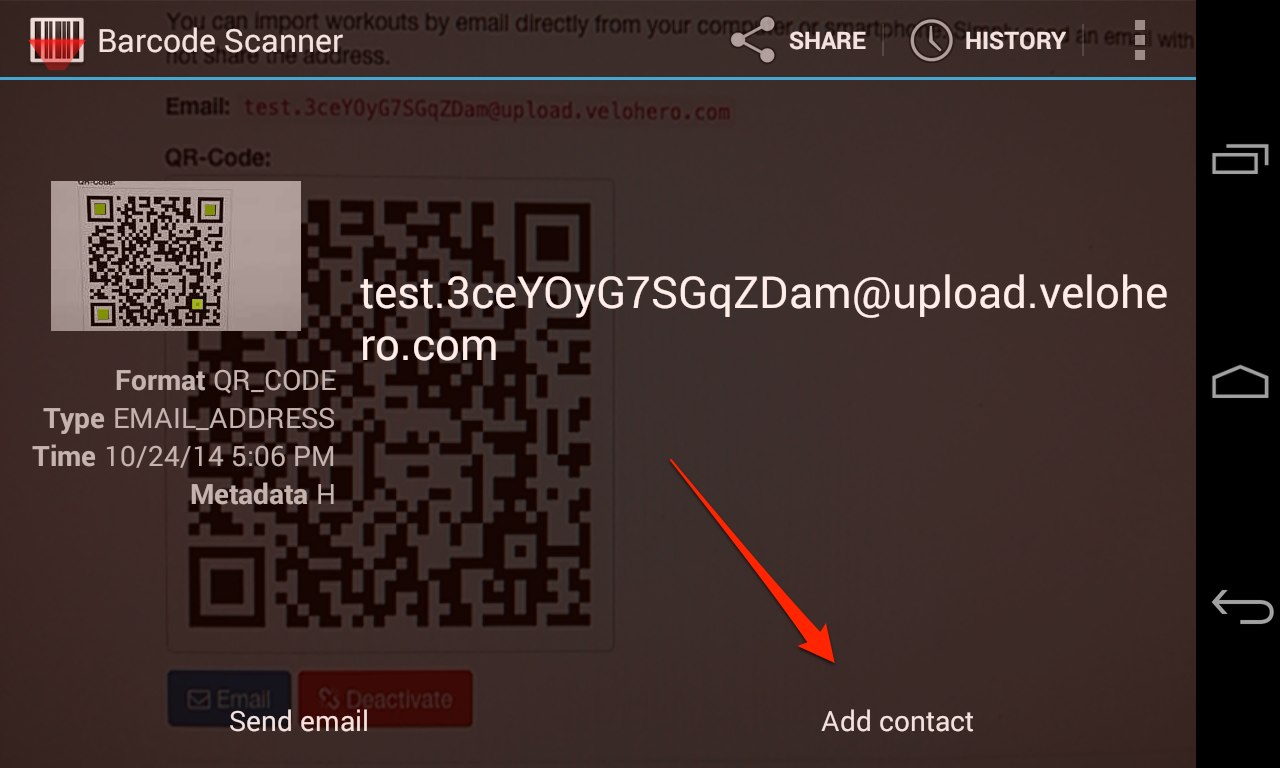 You can import workouts by email directly from your computer or smartphone. Simply send an email with
not share the address.
Barcode Scanner
SHARE
HISTORY
Email: test.3ceYOyG7SGqZDam@upload.velohero.com
QR-Code:
QR-Code:
test.3ceYOyG7SGqZDam@upload.velohe
ro.com
Format QR_CODE
Type EMAIL_ADDRESS
Time 10/24/14 5:06 PM
Metadata H
Email
Deactivate
Send email
Add contact